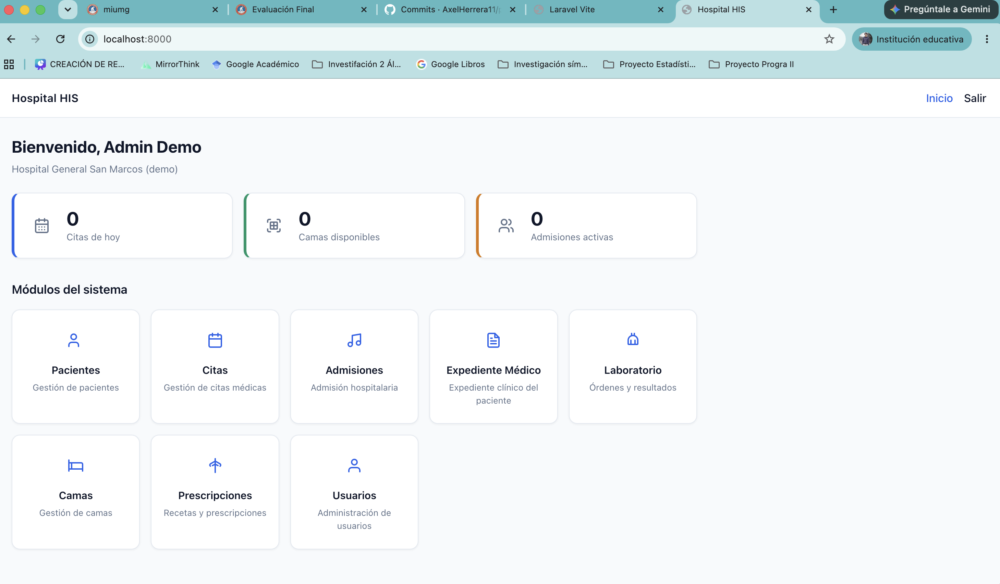 miumg
Evaluación Final
Commits · AxelHerrera11/
Laravel Vite
Hospital HIS
Pregúntale a Gemini
localhost:8000
Institución educativa
CREACIÓN DE RE...
MirrorThink
Google Académico
Investifación 2 Ál...
Google Libros
Investigación sím...
Proyecto Estadísti...
Proyecto Progra II
Hospital HIS
Inicio
Salir
Bienvenido, Admin Demo
Hospital General San Marcos (demo)
0
Citas de hoy
0
Camas disponibles
0
Admisiones activas
Módulos del sistema
Pacientes
Gestión de pacientes
Citas
Gestión de citas médicas
Admisiones
Admisión hospitalaria
Expediente Médico
Expediente clínico del
paciente
Laboratorio
Órdenes y resultados
Camas
Gestión de camas
Prescripciones
Recetas y prescripciones
Usuarios
Administración de
usuarios